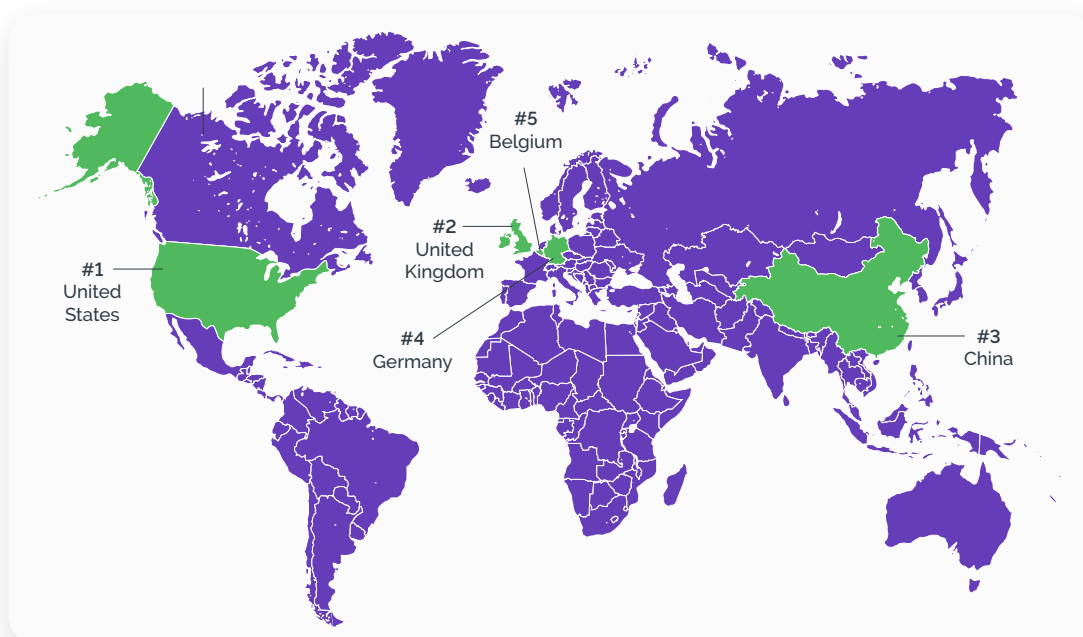 #5
Belgium
#2
United
Kingdom
#1
United
States
#4
Germany
#3
China